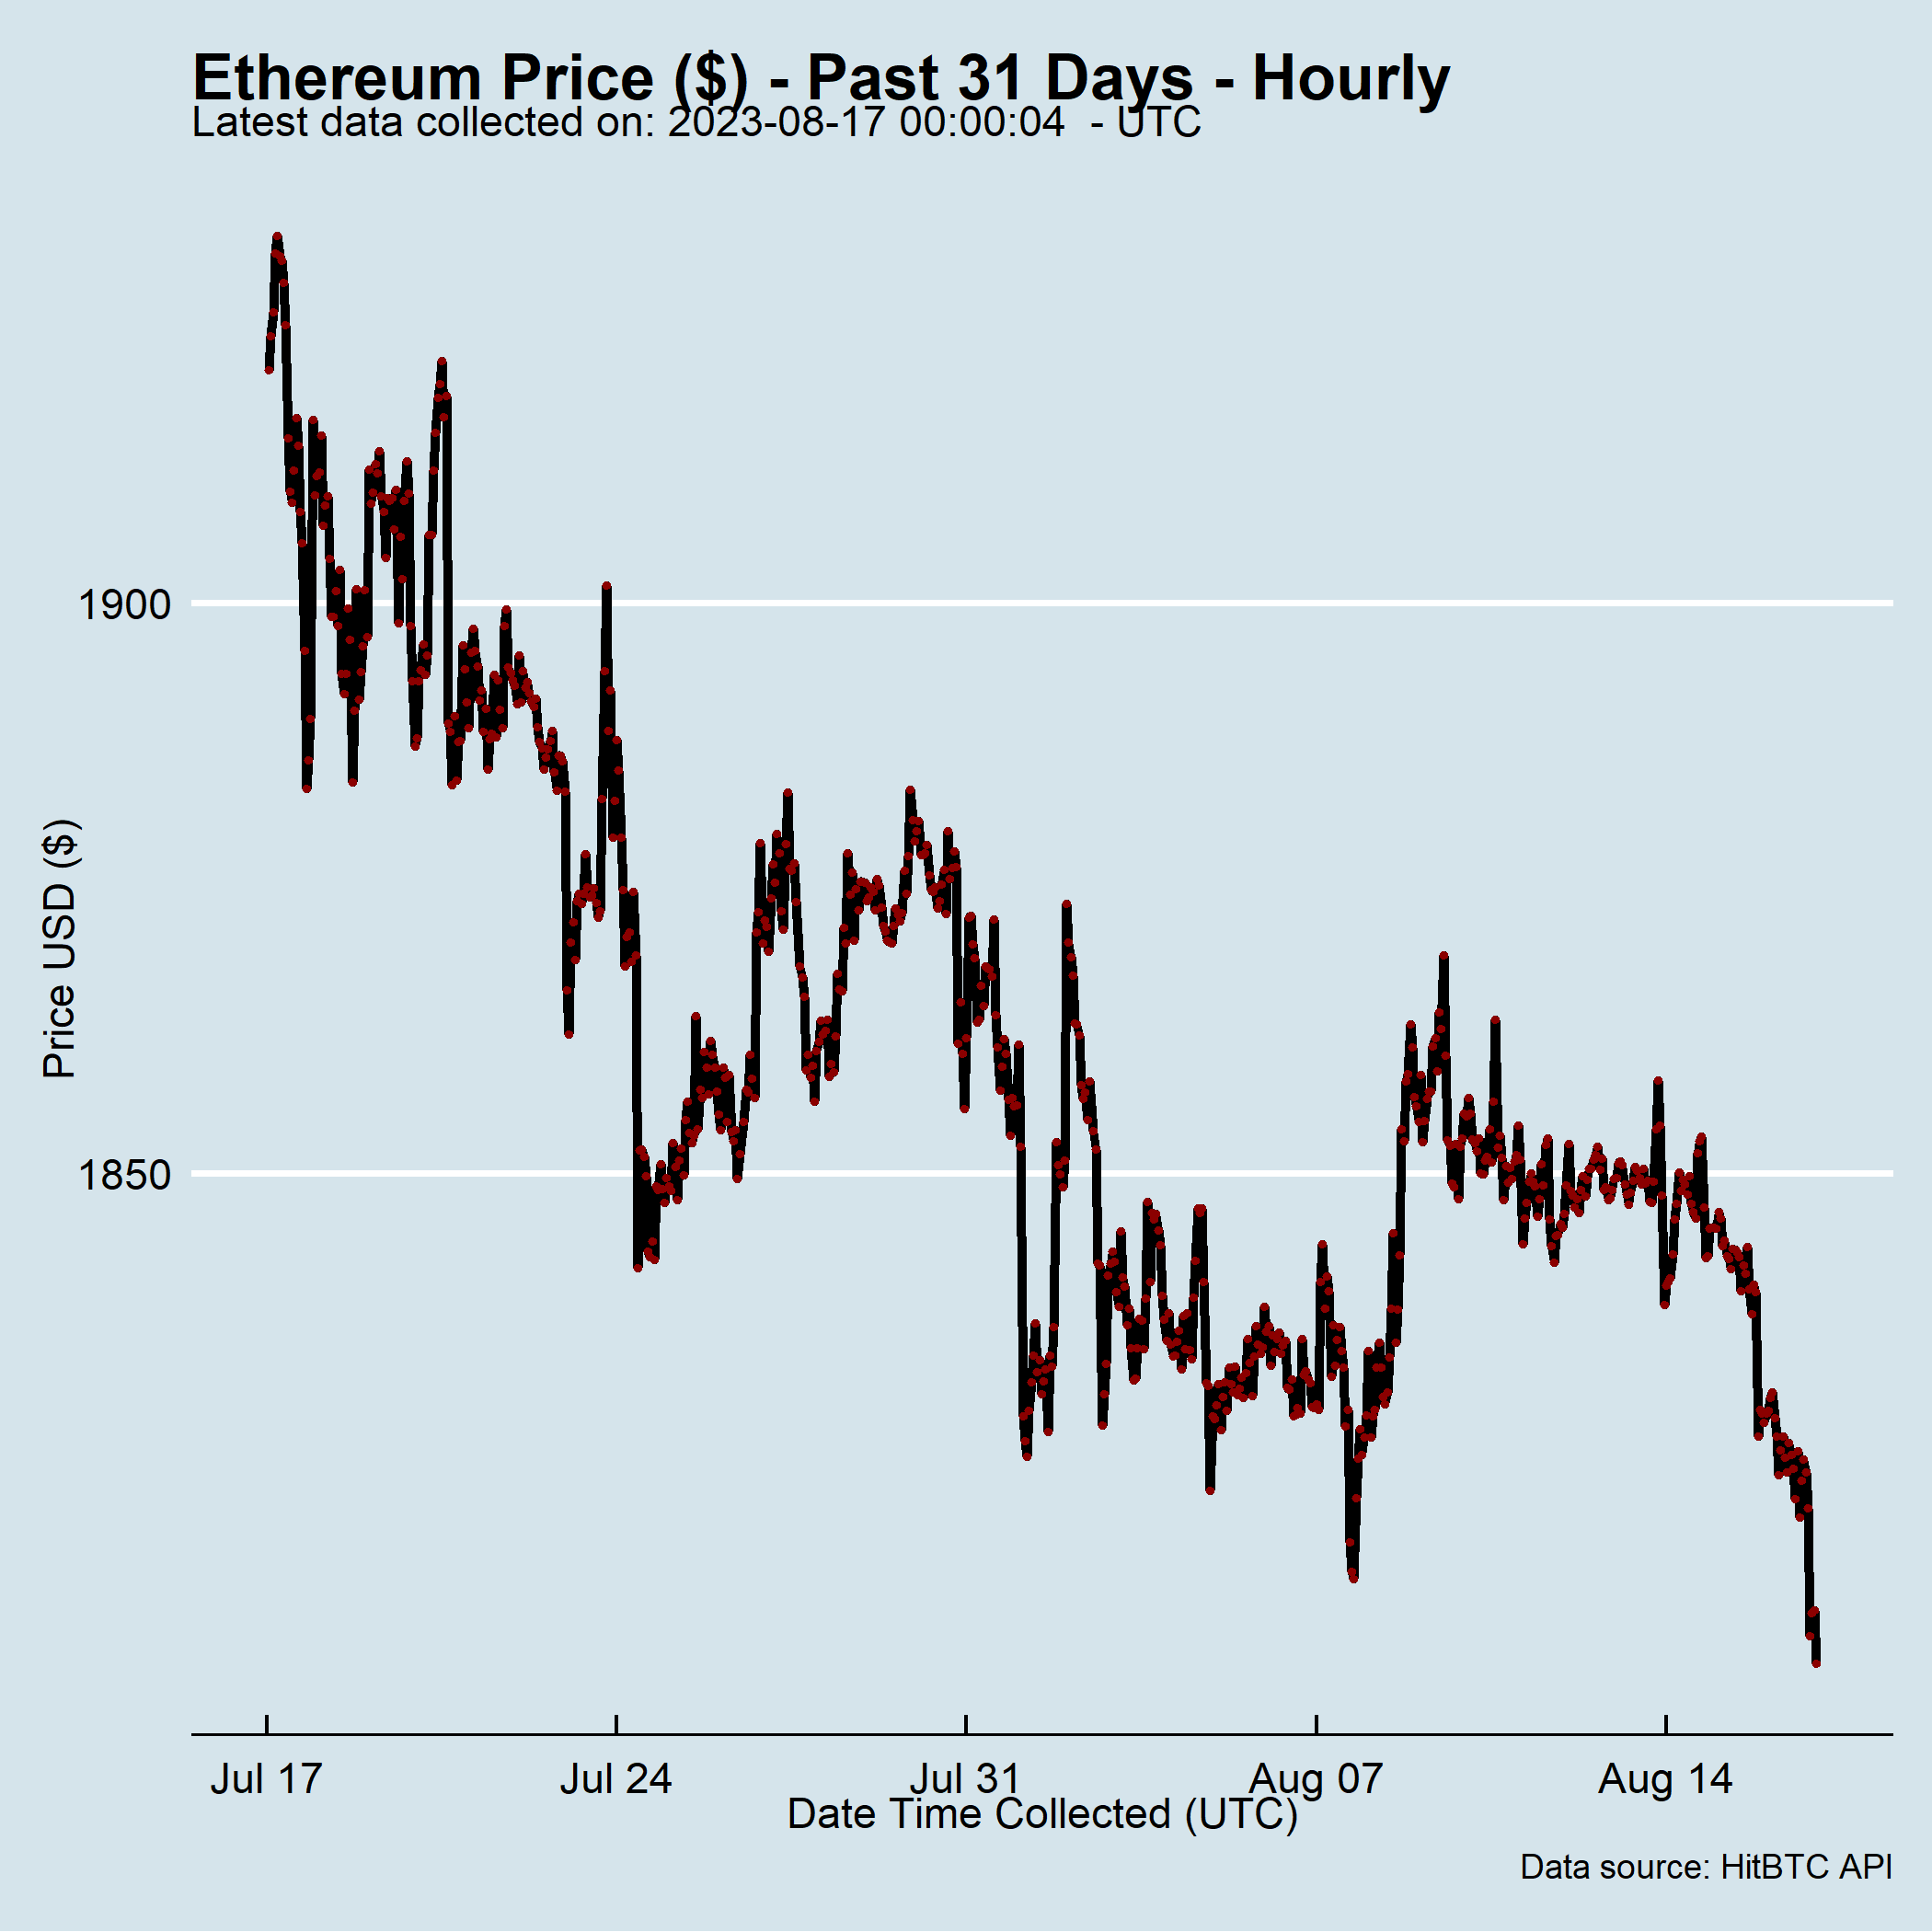 Ethereum Price ($) - Past 31 Days - Hourly
Latest data collected on: 2023-08-17 00:00:04  - UTC
1900
Price USD ($)
1850
Jul 17
Jul 24
Jul 31
Aug 07
Aug 14
Date Time Collected (UTC)
Data source: HitBTC API